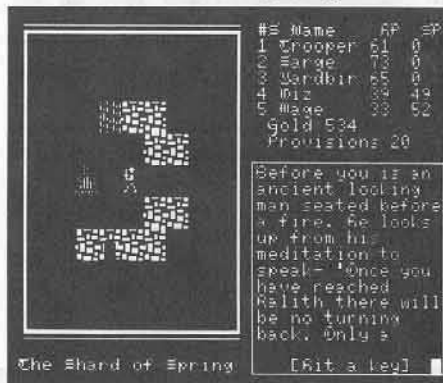 #S Name HP SP
1 Trooper 61 0
2 Sarge 73 0
3 Yardbir 65 0
4 Wiz 39 49
5 Mage 33 52
Gold 534
Provisions 20
Before you is an
ancient looking
man seated before
a fire. He looks
up from his
meditation to
speak- 'Once you
have reached
Ralith there will
be no turning
back. Only a
[Hit a key]
The Shard of Spring